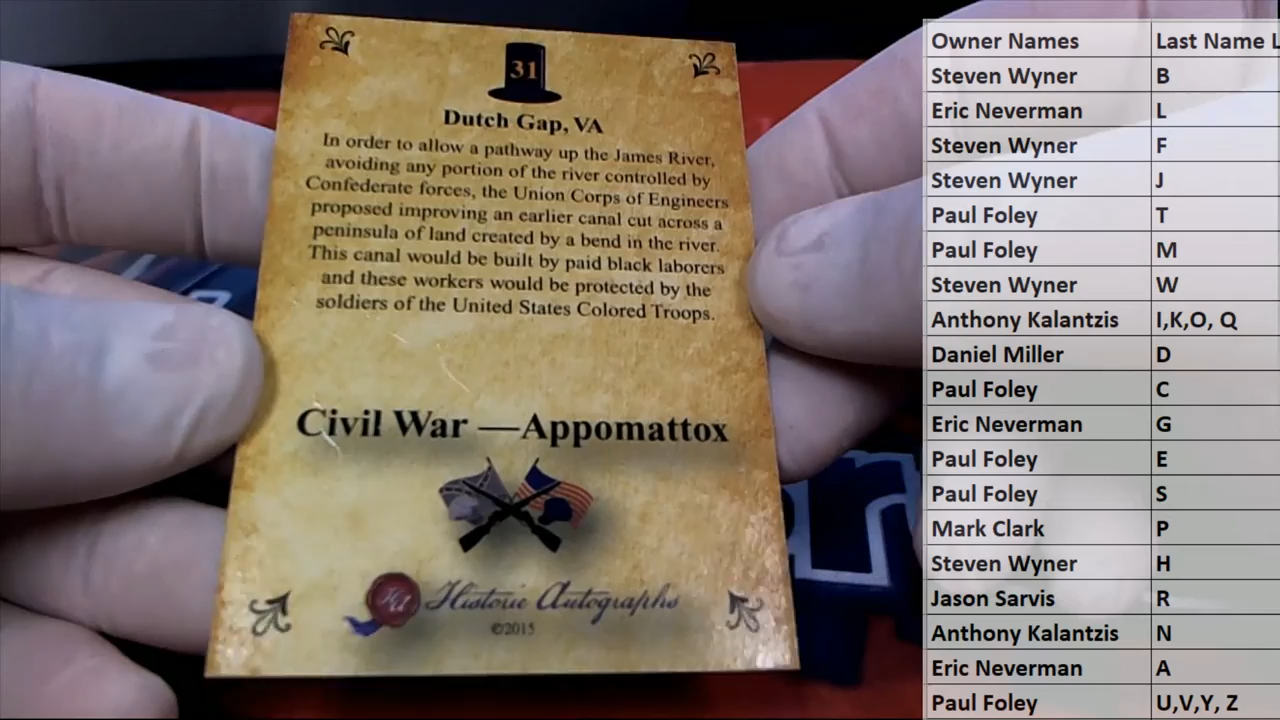 31
Dutch Gap, VA
In order to allow a pathway up the James River,
avoiding any portion of the river controlled by
Confederate forces, the Union Corps of Engineers
proposed improving an earlier canal cut across a
peninsula of land created by a bend in the river.
This canal would be built by paid black laborers
and these workers would be protected by the
soldiers of the United States Colored Troops.
Civil War —Appomattox
HA Historic Autographs
©2015
Owner Names Last Name L
Steven Wyner B
Eric Neverman L
Steven Wyner F
Steven Wyner J
Paul Foley T
Paul Foley M
Steven Wyner W
Anthony Kalantzis I,K,O, Q
Daniel Miller D
Paul Foley C
Eric Neverman G
Paul Foley E
Paul Foley S
Mark Clark P
Steven Wyner H
Jason Sarvis R
Anthony Kalantzis N
Eric Neverman A
Paul Foley U,V,Y, Z